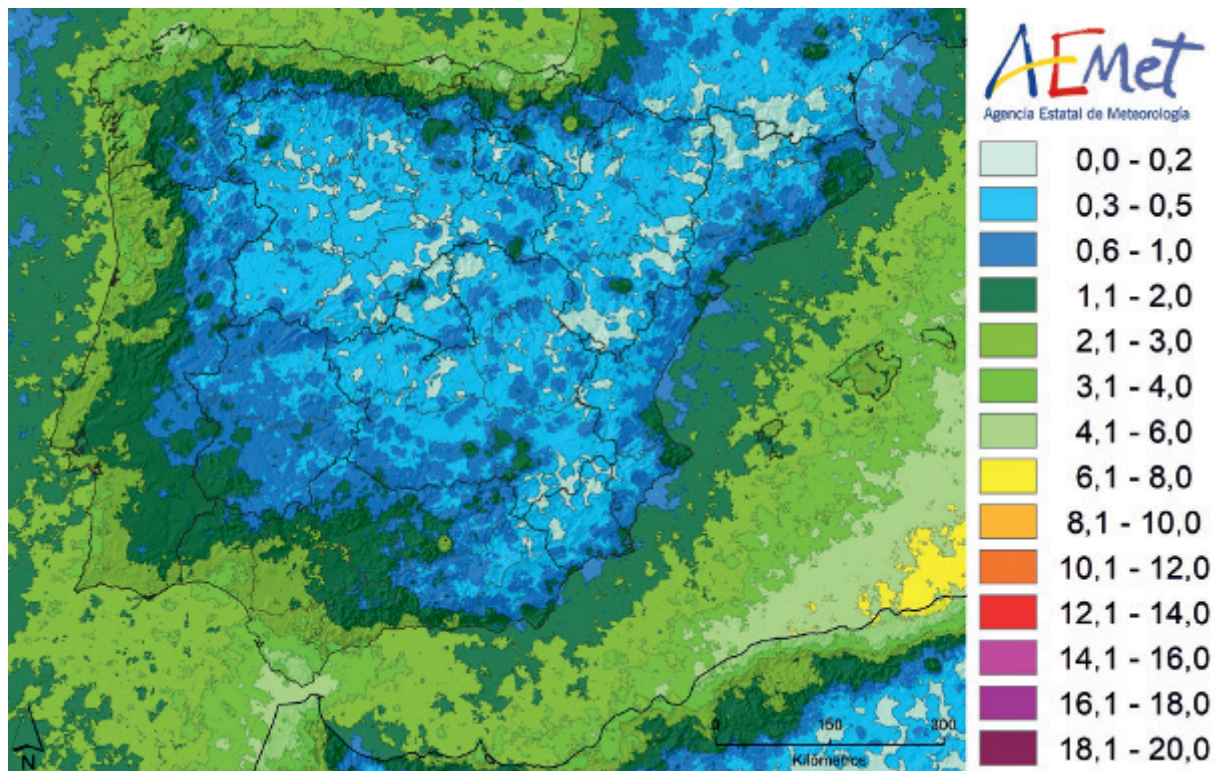 AEMet
Agencia Estatal de Meteorología
0,0 - 0,2
0,3 - 0,5
0,6 - 1,0
1,1 - 2,0
2,1 - 3,0
3,1 - 4,0
4,1 - 6,0
6,1 - 8,0
8,1 - 10,0
10,1 - 12,0
12,1 - 14,0
14,1 - 16,0
16,1 - 18,0
18,1 - 20,0
0 150 300
Kilómetros
N